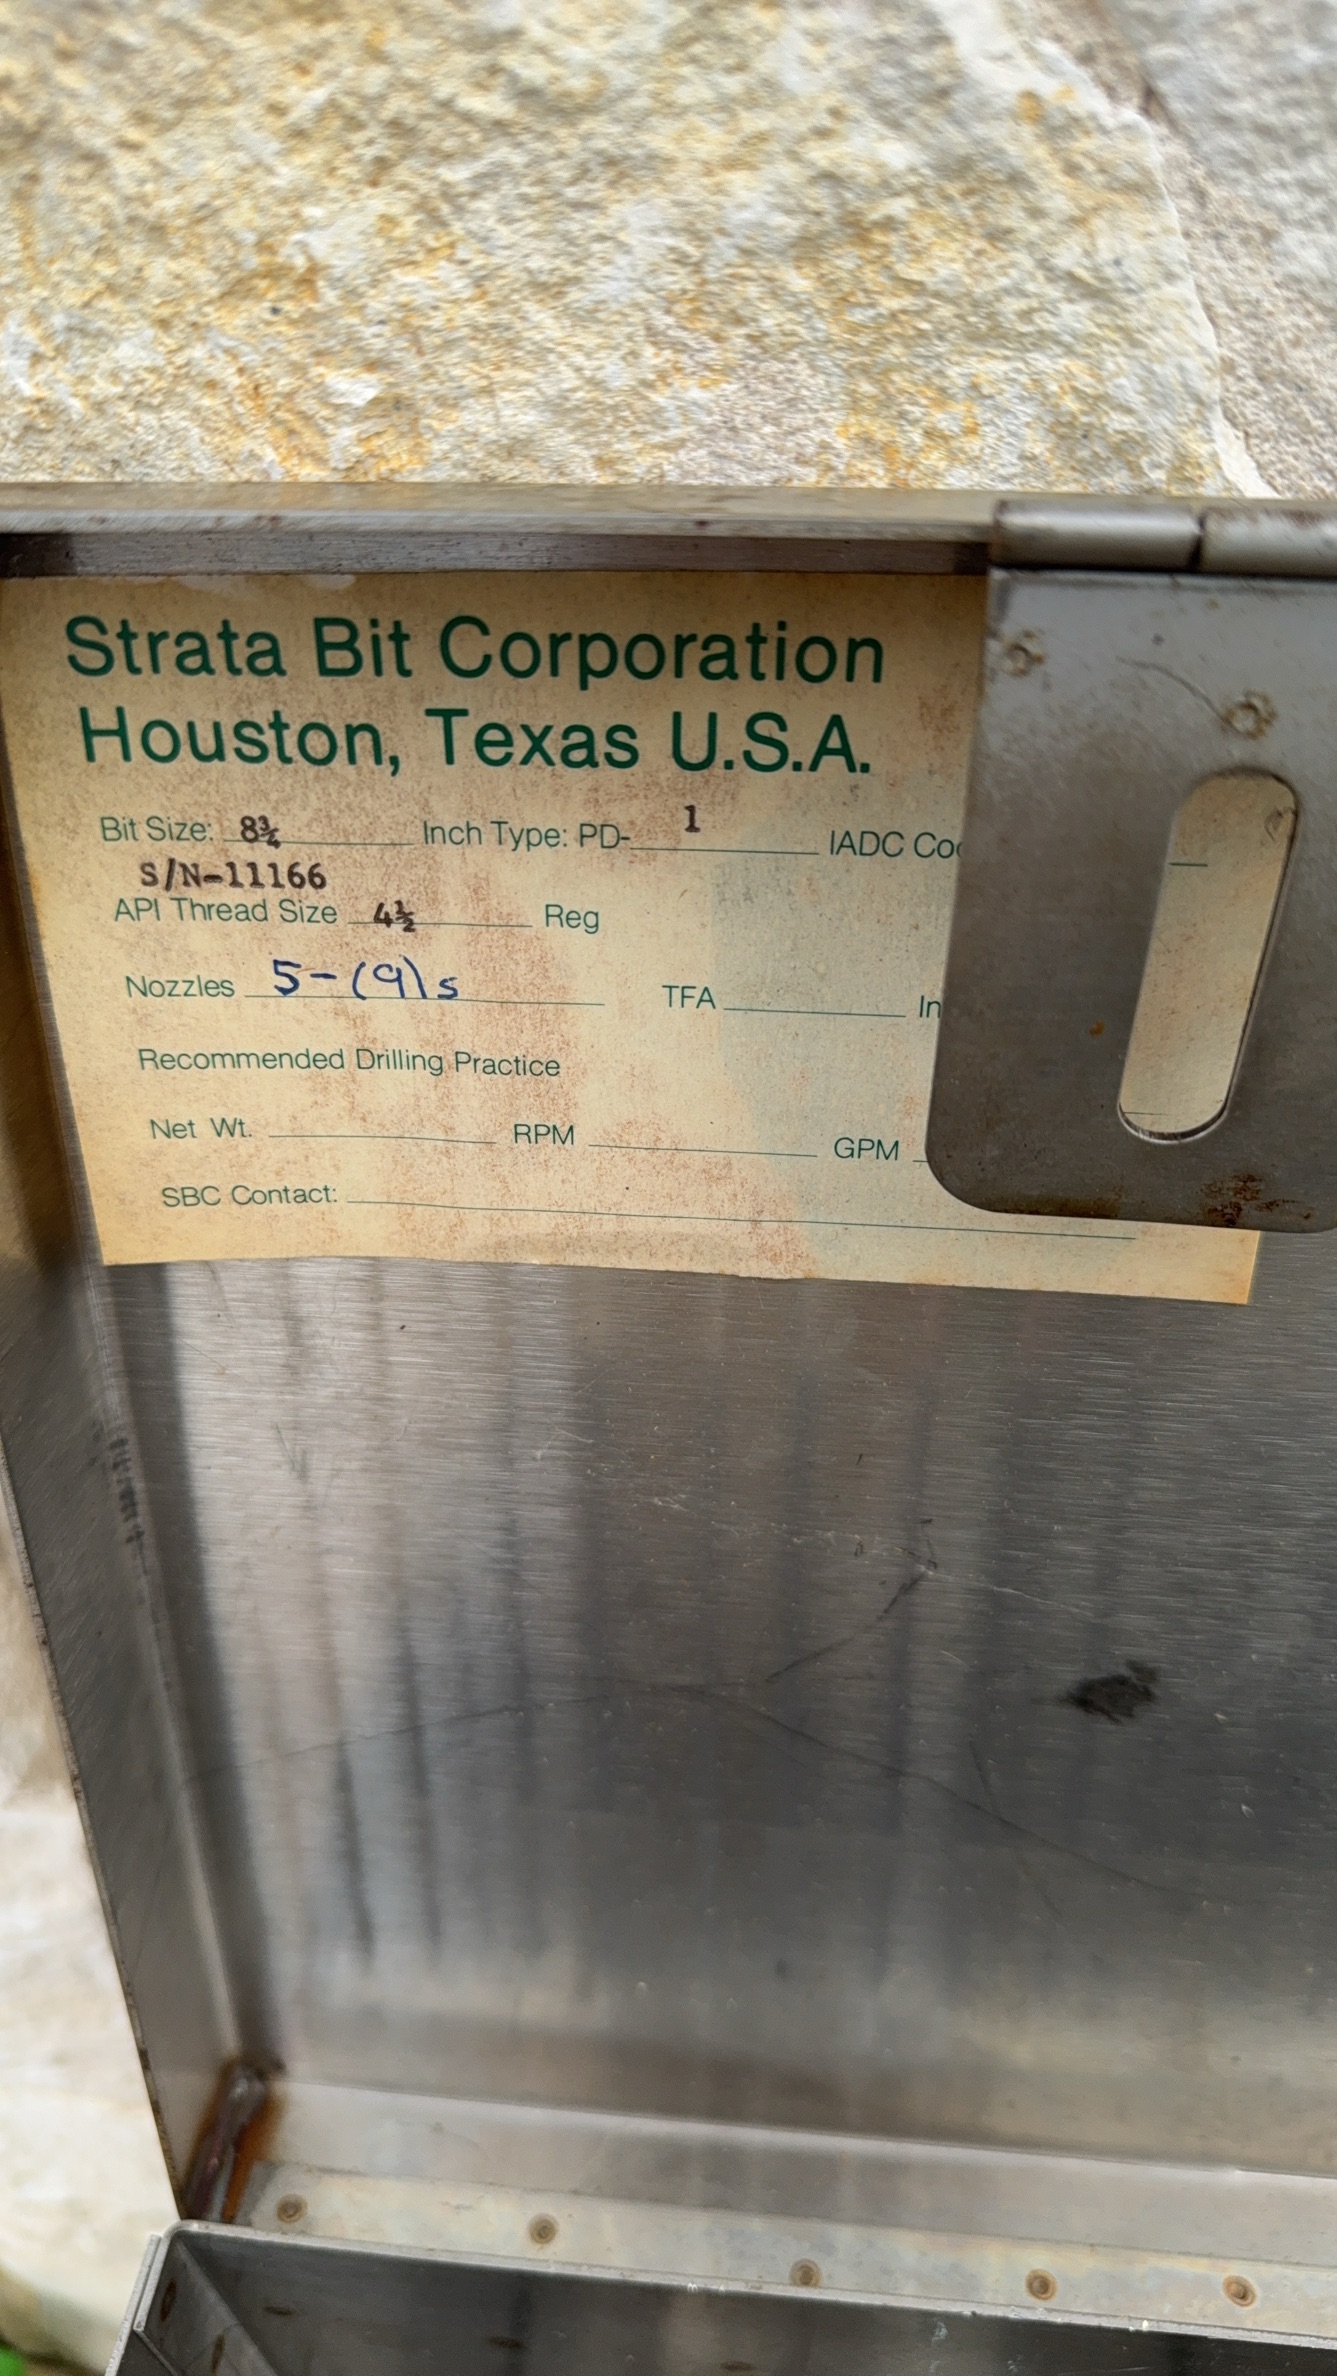 Strata Bit Corporation
Houston, Texas U.S.A.
Bit Size: 8¾ Inch Type: PD- 1 IADC Co
S/N-11166
API Thread Size 4½ Reg
Nozzles 5-(9)s TFA In
Recommended Drilling Practice
Net Wt. RPM GPM
SBC Contact: